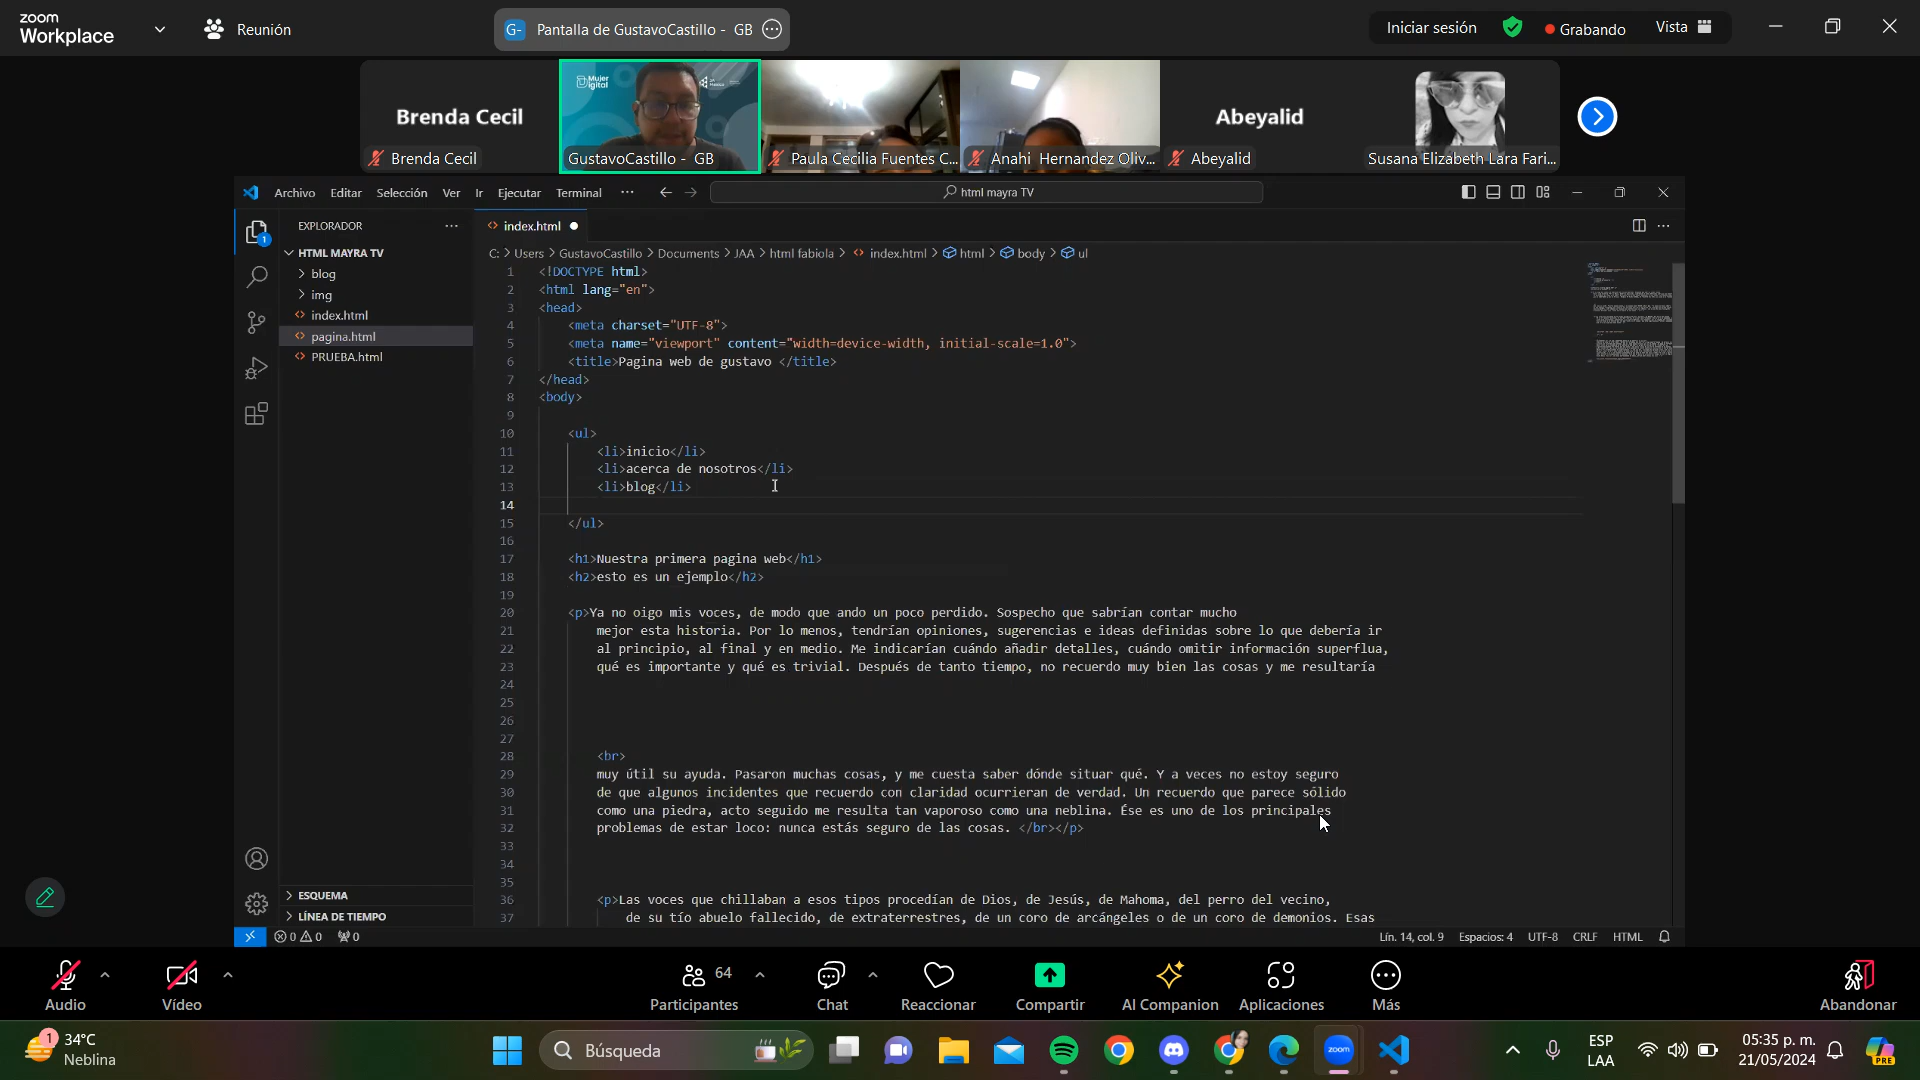 zoom
Workplace
Reunión
G-
Pantalla de GustavoCastillo - GB
Iniciar sesión
Grabando
Vista
Brenda Cecil
Brenda Cecil
Mujer
Digital
GustavoCastillo - GB
Paula Cecilia Fuentes C...
Anahi Hernandez Oliv...
Abeyalid
Abeyalid
Susana Elizabeth Lara Fari...
Archivo Editar Selección Ver Ir Ejecutar Terminal ···
html mayra TV
EXPLORADOR
index.html
HTML MAYRA TV
blog
img
index.html
pagina.html
PRUEBA.html
1
C: > Users > GustavoCastillo > Documents > JAA > html fabiola > index.html > html > body > ul
1 <!DOCTYPE html>
2 <html lang="en">
3 <head>
4 <meta charset="UTF-8">
5 <meta name="viewport" content="width=device-width, initial-scale=1.0">
6 <title>Pagina web de gustavo </title>
7 </head>
8 <body>
9
10 <ul>
11 <li>inicio</li>
12 <li>acerca de nosotros</li>
13 <li>blog</li>
14
15 </ul>
16
17 <h1>Nuestra primera pagina web</h1>
18 <h2>esto es un ejemplo</h2>
19
20 <p>Ya no oigo mis voces, de modo que ando un poco perdido. Sospecho que sabrían contar mucho
21 mejor esta historia. Por lo menos, tendrían opiniones, sugerencias e ideas definidas sobre lo que debería ir
22 al principio, al final y en medio. Me indicarían cuándo añadir detalles, cuándo omitir información superflua,
23 qué es importante y qué es trivial. Después de tanto tiempo, no recuerdo muy bien las cosas y me resultaría
24
25
26
27
28 <br>
29 muy útil su ayuda. Pasaron muchas cosas, y me cuesta saber dónde situar qué. Y a veces no estoy seguro
30 de que algunos incidentes que recuerdo con claridad ocurrieran de verdad. Un recuerdo que parece sólido
31 como una piedra, acto seguido me resulta tan vaporoso como una neblina. Ése es uno de los principales
32 problemas de estar loco: nunca estás seguro de las cosas. </br></p>
33
34
35
36 <p>Las voces que chillaban a esos tipos procedían de Dios, de Jesús, de Mahoma, del perro del vecino,
37 de su tío abuelo fallecido, de extraterrestres, de un coro de arcángeles o de un coro de demonios. Esas
ESQUEMA
LÍNEA DE TIEMPO
0 0 0
Lín. 14, col. 9 Espacios: 4 UTF-8 CRLF HTML
Audio
Vídeo
64
Participantes
Chat
Reaccionar
Compartir
AI Companion
Aplicaciones
Más
Abandonar
1
34°C
Neblina
Búsqueda
zoom
ESP
LAA
05:35 p. m.
21/05/2024
PRE